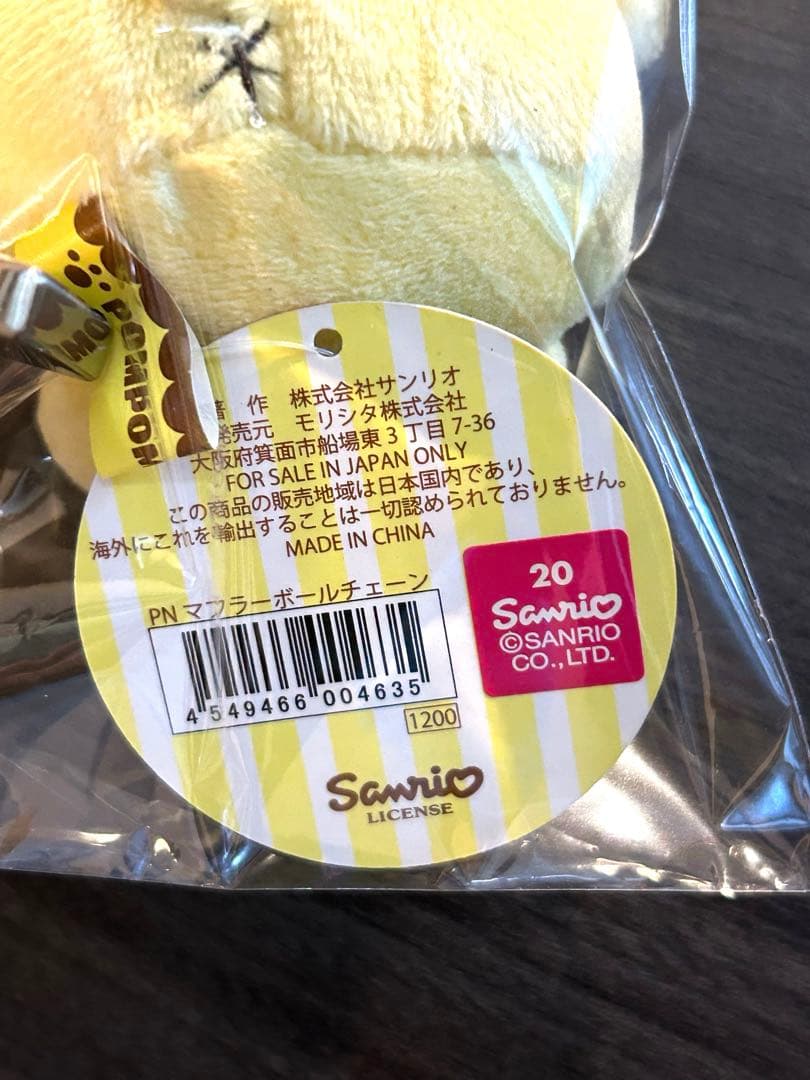 POMPOM
著 作 株式会社サンリオ
発売元 モリシタ株式会社
大阪府箕面市船場東3丁目7-36
FOR SALE IN JAPAN ONLY
この商品の販売地域は日本国内であり、
海外にこれを輸出することは一切認められておりません。
MADE IN CHINA
PN マフラーボールチェーン
4 549466 004635
1200
20
Sanrio
©SANRIO
CO.,LTD.
Sanrio
LICENSE